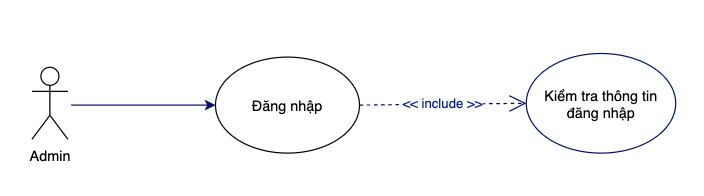 Admin
Đăng nhập
<< include >>
Kiểm tra thông tin
đăng nhập